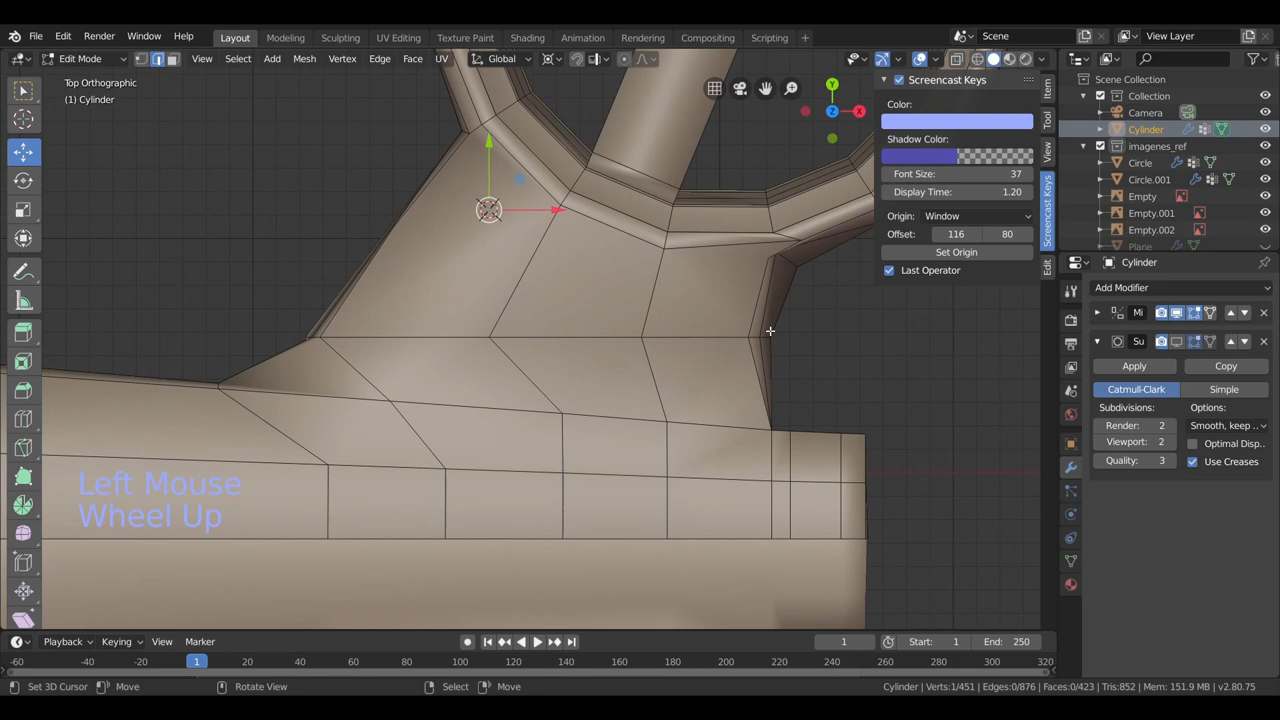 File Edit Render Window Help Layout Modeling Sculpting UV Editing Texture Paint Shading Animation Rendering Compositing Scripting + Scene View Layer
Edit Mode View Select Add Mesh Vertex Edge Face UV Global
Top Orthographic
(1) Cylinder
Screencast Keys
Color:
Shadow Color:
Font Size: 37
Display Time: 1.20
Origin: Window
Offset: 116 80
Set Origin
Last Operator
Item
Tool
View
Screencast Keys
Edit
Y
X
Z
Scene Collection
Collection
Camera
Cylinder
imagenes_ref
Circle
Circle.001
Empty
Empty.001
Empty.002
Plane
Cylinder
Add Modifier
Mi
Su
Apply Copy
Catmull-Clark Simple
Subdivisions: Options:
Render: 2 Smooth, keep ..
Viewport: 2 Optimal Disp..
Quality: 3 Use Creases
Left Mouse
Wheel Up
Playback Keying View Marker 1 Start: 1 End: 250
-60 -40 -20 1 20 40 60 80 100 120 140 160 180 200 220 240 260 280 300 320
Set 3D Cursor Move Rotate View Select Move Cylinder | Verts:1/451 | Edges:0/876 | Faces:0/423 | Tris:852 | Mem: 151.9 MB | v2.80.75